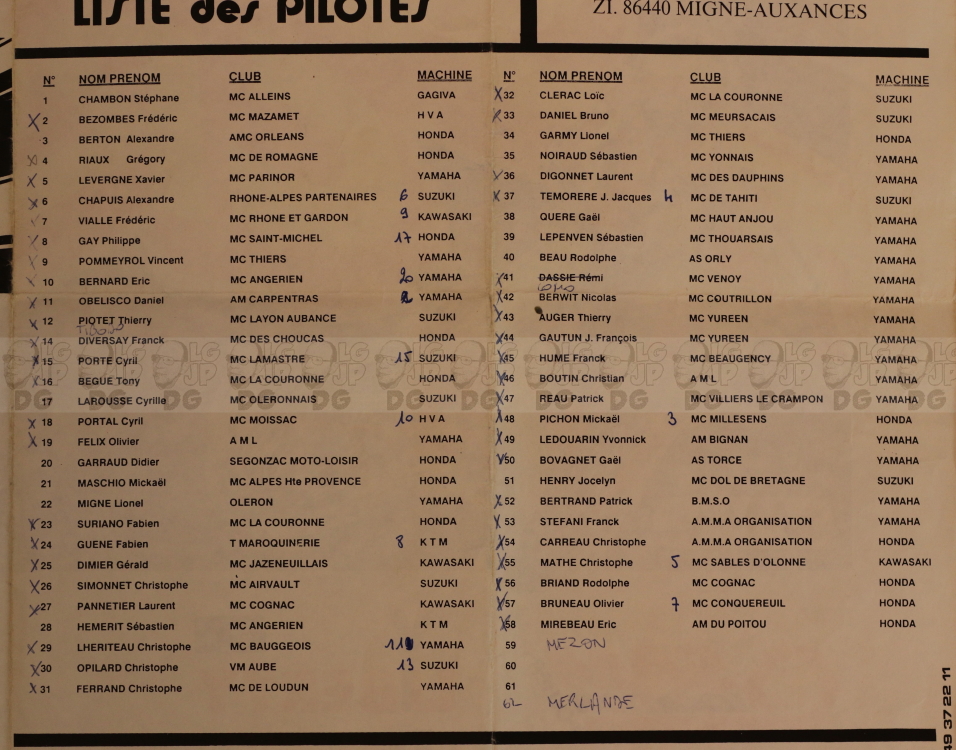 LISTE des PILOTES
ZI. 86440 MIGNE-AUXANCES
N° NOM PRENOM CLUB MACHINE
1 CHAMBON Stéphane MC ALLEINS GAGIVA
X 2 BEZOMBES Frédéric MC MAZAMET H V A
3 BERTON Alexandre AMC ORLEANS HONDA
X 4 RIAUX Grégory MC DE ROMAGNE HONDA
X 5 LEVERGNE Xavier MC PARINOR YAMAHA
X 6 CHAPUIS Alexandre RHONE-ALPES PARTENAIRES 6 SUZUKI
7 VIALLE Frédéric MC RHONE ET GARDON 9 KAWASAKI
X 8 GAY Philippe MC SAINT-MICHEL 17 HONDA
X 9 POMMEYROL Vincent MC THIERS YAMAHA
X 10 BERNARD Eric MC ANGERIEN 20 YAMAHA
X 11 OBELISCO Daniel AM CARPENTRAS 2 YAMAHA
X 12 PIOTET Thierry MC LAYON AUBANCE SUZUKI
X 14 DIVERSAY Franck MC DES CHOUCAS HONDA
X 15 PORTE Cyril MC LAMASTRE 15 SUZUKI
X 16 BEGUE Tony MC LA COURONNE HONDA
17 LAROUSSE Cyrille MC OLERONNAIS SUZUKI
X 18 PORTAL Cyril MC MOISSAC 10 H V A
X 19 FELIX Olivier A M L YAMAHA
20 GARRAUD Didier SEGONZAC MOTO-LOISIR HONDA
21 MASCHIO Mickaël MC ALPES Hte PROVENCE HONDA
22 MIGNE Lionel OLERON YAMAHA
X 23 SURIANO Fabien MC LA COURONNE HONDA
X 24 GUENE Fabien T MAROQUINERIE 8 K T M
X 25 DIMIER Gérald MC JAZENEUILLAIS KAWASAKI
X 26 SIMONNET Christophe MC AIRVAULT SUZUKI
X 27 PANNETIER Laurent MC COGNAC KAWASAKI
28 HEMERIT Sébastien MC ANGERIEN K T M
X 29 LHERITEAU Christophe MC BAUGGEOIS 11 YAMAHA
X 30 OPILARD Christophe VM AUBE 13 SUZUKI
X 31 FERRAND Christophe MC DE LOUDUN YAMAHA
N° NOM PRENOM CLUB MACHINE
X 32 CLERAC Loïc MC LA COURONNE SUZUKI
X 33 DANIEL Bruno MC MEURSACAIS SUZUKI
34 GARMY Lionel MC THIERS HONDA
35 NOIRAUD Sébastien MC YONNAIS YAMAHA
X 36 DIGONNET Laurent MC DES DAUPHINS YAMAHA
X 37 TEMORERE J. Jacques 4 MC DE TAHITI SUZUKI
38 QUERE Gaël MC HAUT ANJOU YAMAHA
39 LEPENVEN Sébastien MC THOUARSAIS YAMAHA
40 BEAU Rodolphe AS ORLY YAMAHA
X 41 DASSIE Rémi MC VENOY YAMAHA
X 42 BERWIT Nicolas MC COUTRILLON YAMAHA
X 43 AUGER Thierry MC YUREEN YAMAHA
X 44 GAUTUN J. François MC YUREEN YAMAHA
X 45 HUME Franck MC BEAUGENCY YAMAHA
X 46 BOUTIN Christian A M L YAMAHA
X 47 REAU Patrick MC VILLIERS LE CRAMPON YAMAHA
X 48 PICHON Mickaël 3 MC MILLESENS HONDA
X 49 LEDOUARIN Yvonnick AM BIGNAN YAMAHA
X 50 BOVAGNET Gaël AS TORCE YAMAHA
51 HENRY Jocelyn MC DOL DE BRETAGNE SUZUKI
X 52 BERTRAND Patrick B.M.S.O YAMAHA
X 53 STEFANI Franck A.M.M.A ORGANISATION YAMAHA
X 54 CARREAU Christophe A.M.M.A ORGANISATION HONDA
X 55 MATHE Christophe 5 MC SABLES D'OLONNE KAWASAKI
X 56 BRIAND Rodolphe MC COGNAC HONDA
X 57 BRUNEAU Olivier 7 MC CONQUEREUIL HONDA
X 58 MIREBEAU Eric AM DU POITOU HONDA
59 MEZON
60
61
62 MERLANDE
49 37 22 11
LG JP DG